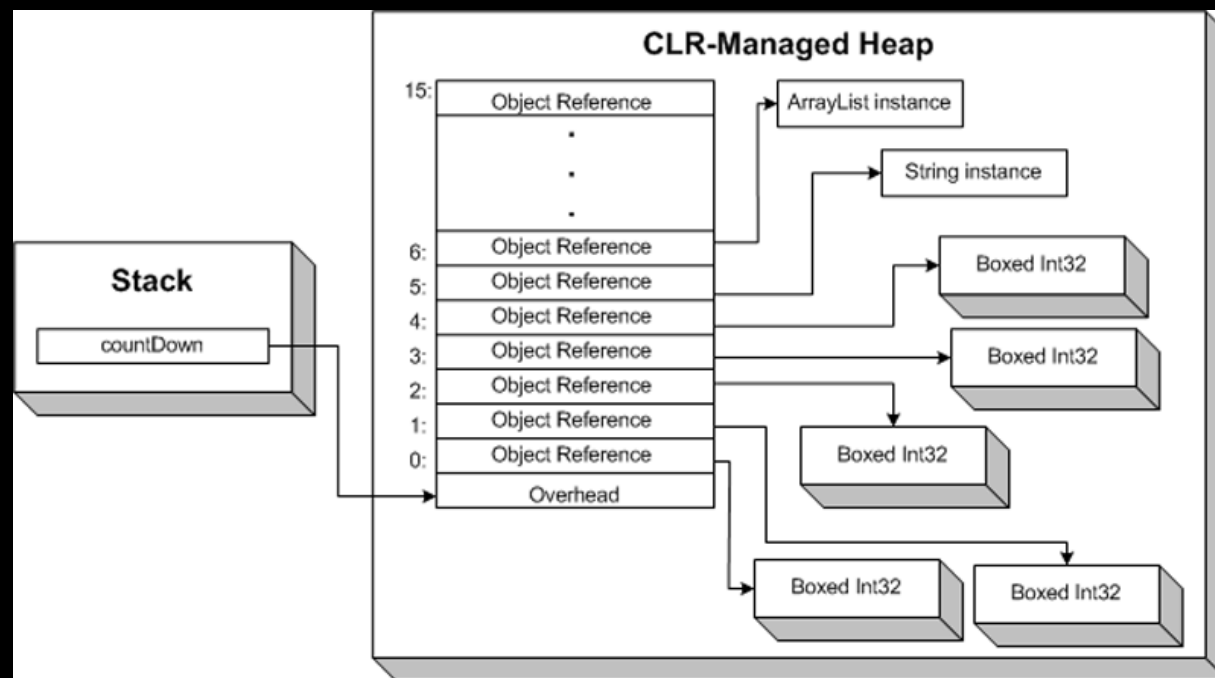 CLR-Managed Heap
15:
Object Reference
.
.
.
6:
Object Reference
5:
Object Reference
4:
Object Reference
3:
Object Reference
2:
Object Reference
1:
Object Reference
0:
Object Reference
Overhead
Stack
countDown
ArrayList instance
String instance
Boxed Int32
Boxed Int32
Boxed Int32
Boxed Int32
Boxed Int32